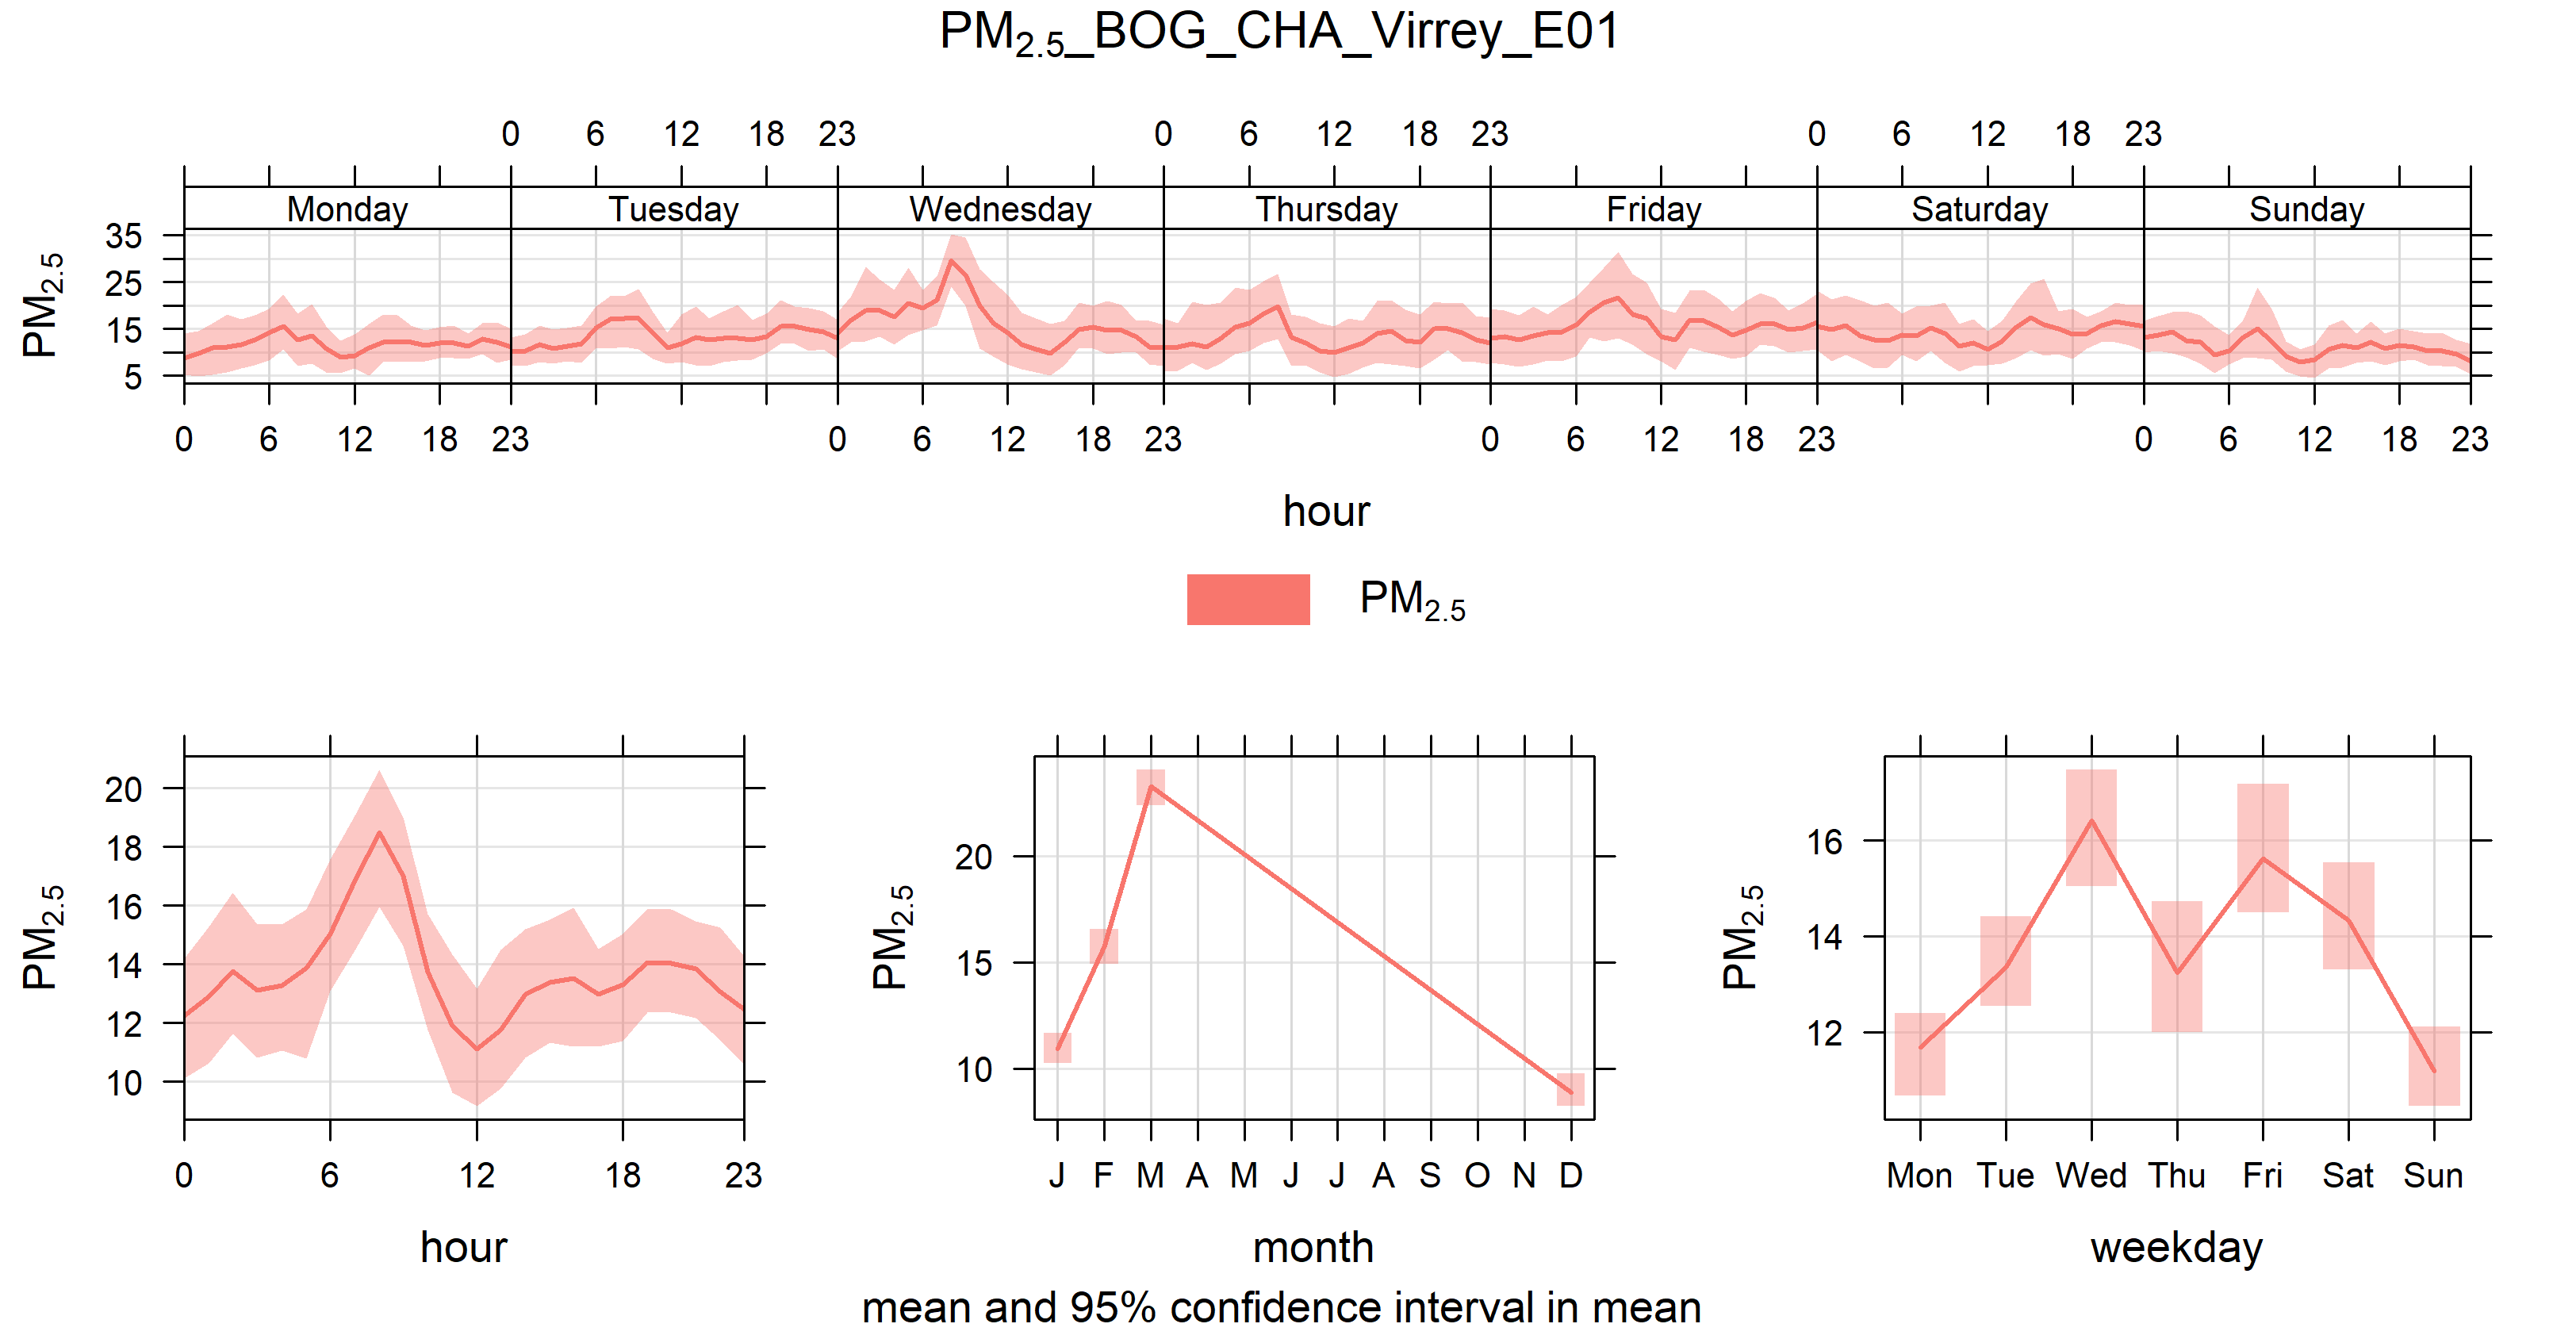 PM2.5_BOG_CHA_Virrey_E01
0 6 12 18 23 0 6 12 18 23 0 6 12 18 23
Monday Tuesday Wednesday Thursday Friday Saturday Sunday
PM2.5
35
25
15
5
0 6 12 18 23 0 6 12 18 23 0 6 12 18 23 0 6 12 18 23
hour
PM2.5
PM2.5
20
18
16
14
12
10
0 6 12 18 23
hour
PM2.5
20
15
10
J F M A M J J A S O N D
month
PM2.5
16
14
12
Mon Tue Wed Thu Fri Sat Sun
weekday
mean and 95% confidence interval in mean